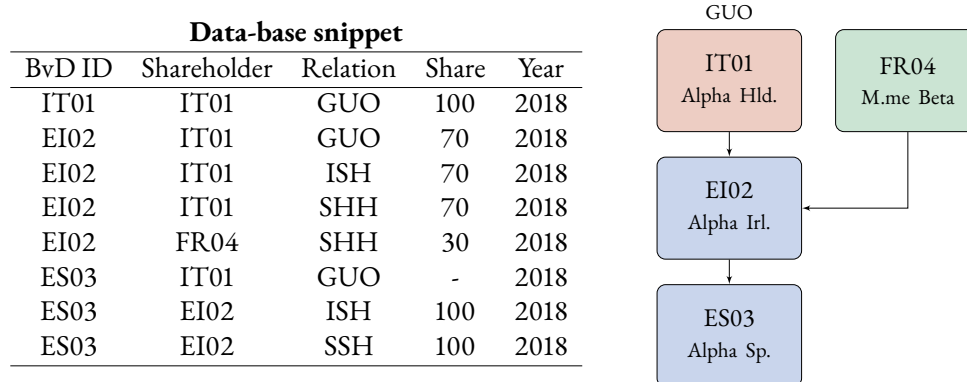 Data-base snippet
BvD ID Shareholder Relation Share Year
IT01 IT01 GUO 100 2018
EI02 IT01 GUO 70 2018
EI02 IT01 ISH 70 2018
EI02 IT01 SHH 70 2018
EI02 FR04 SHH 30 2018
ES03 IT01 GUO - 2018
ES03 EI02 ISH 100 2018
ES03 EI02 SSH 100 2018
GUO
IT01
Alpha Hld.
FR04
M.me Beta
EI02
Alpha Irl.
ES03
Alpha Sp.